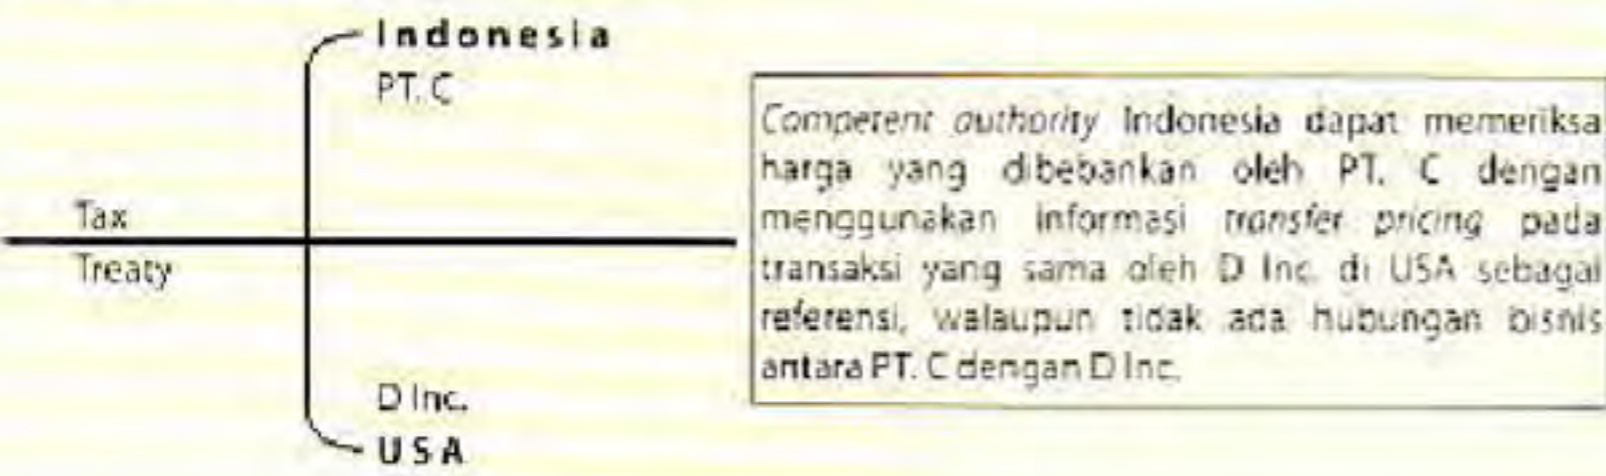 Indonesia
PT. C
Tax
Treaty
D Inc.
USA
Competent authority Indonesia dapat memeriksa
harga yang dibebankan oleh PT. C dengan
menggunakan informasi transfer pricing pada
transaksi yang sama oleh D Inc. di USA sebagai
referensi, walaupun tidak ada hubungan bisnis
antara PT. C dengan D Inc.